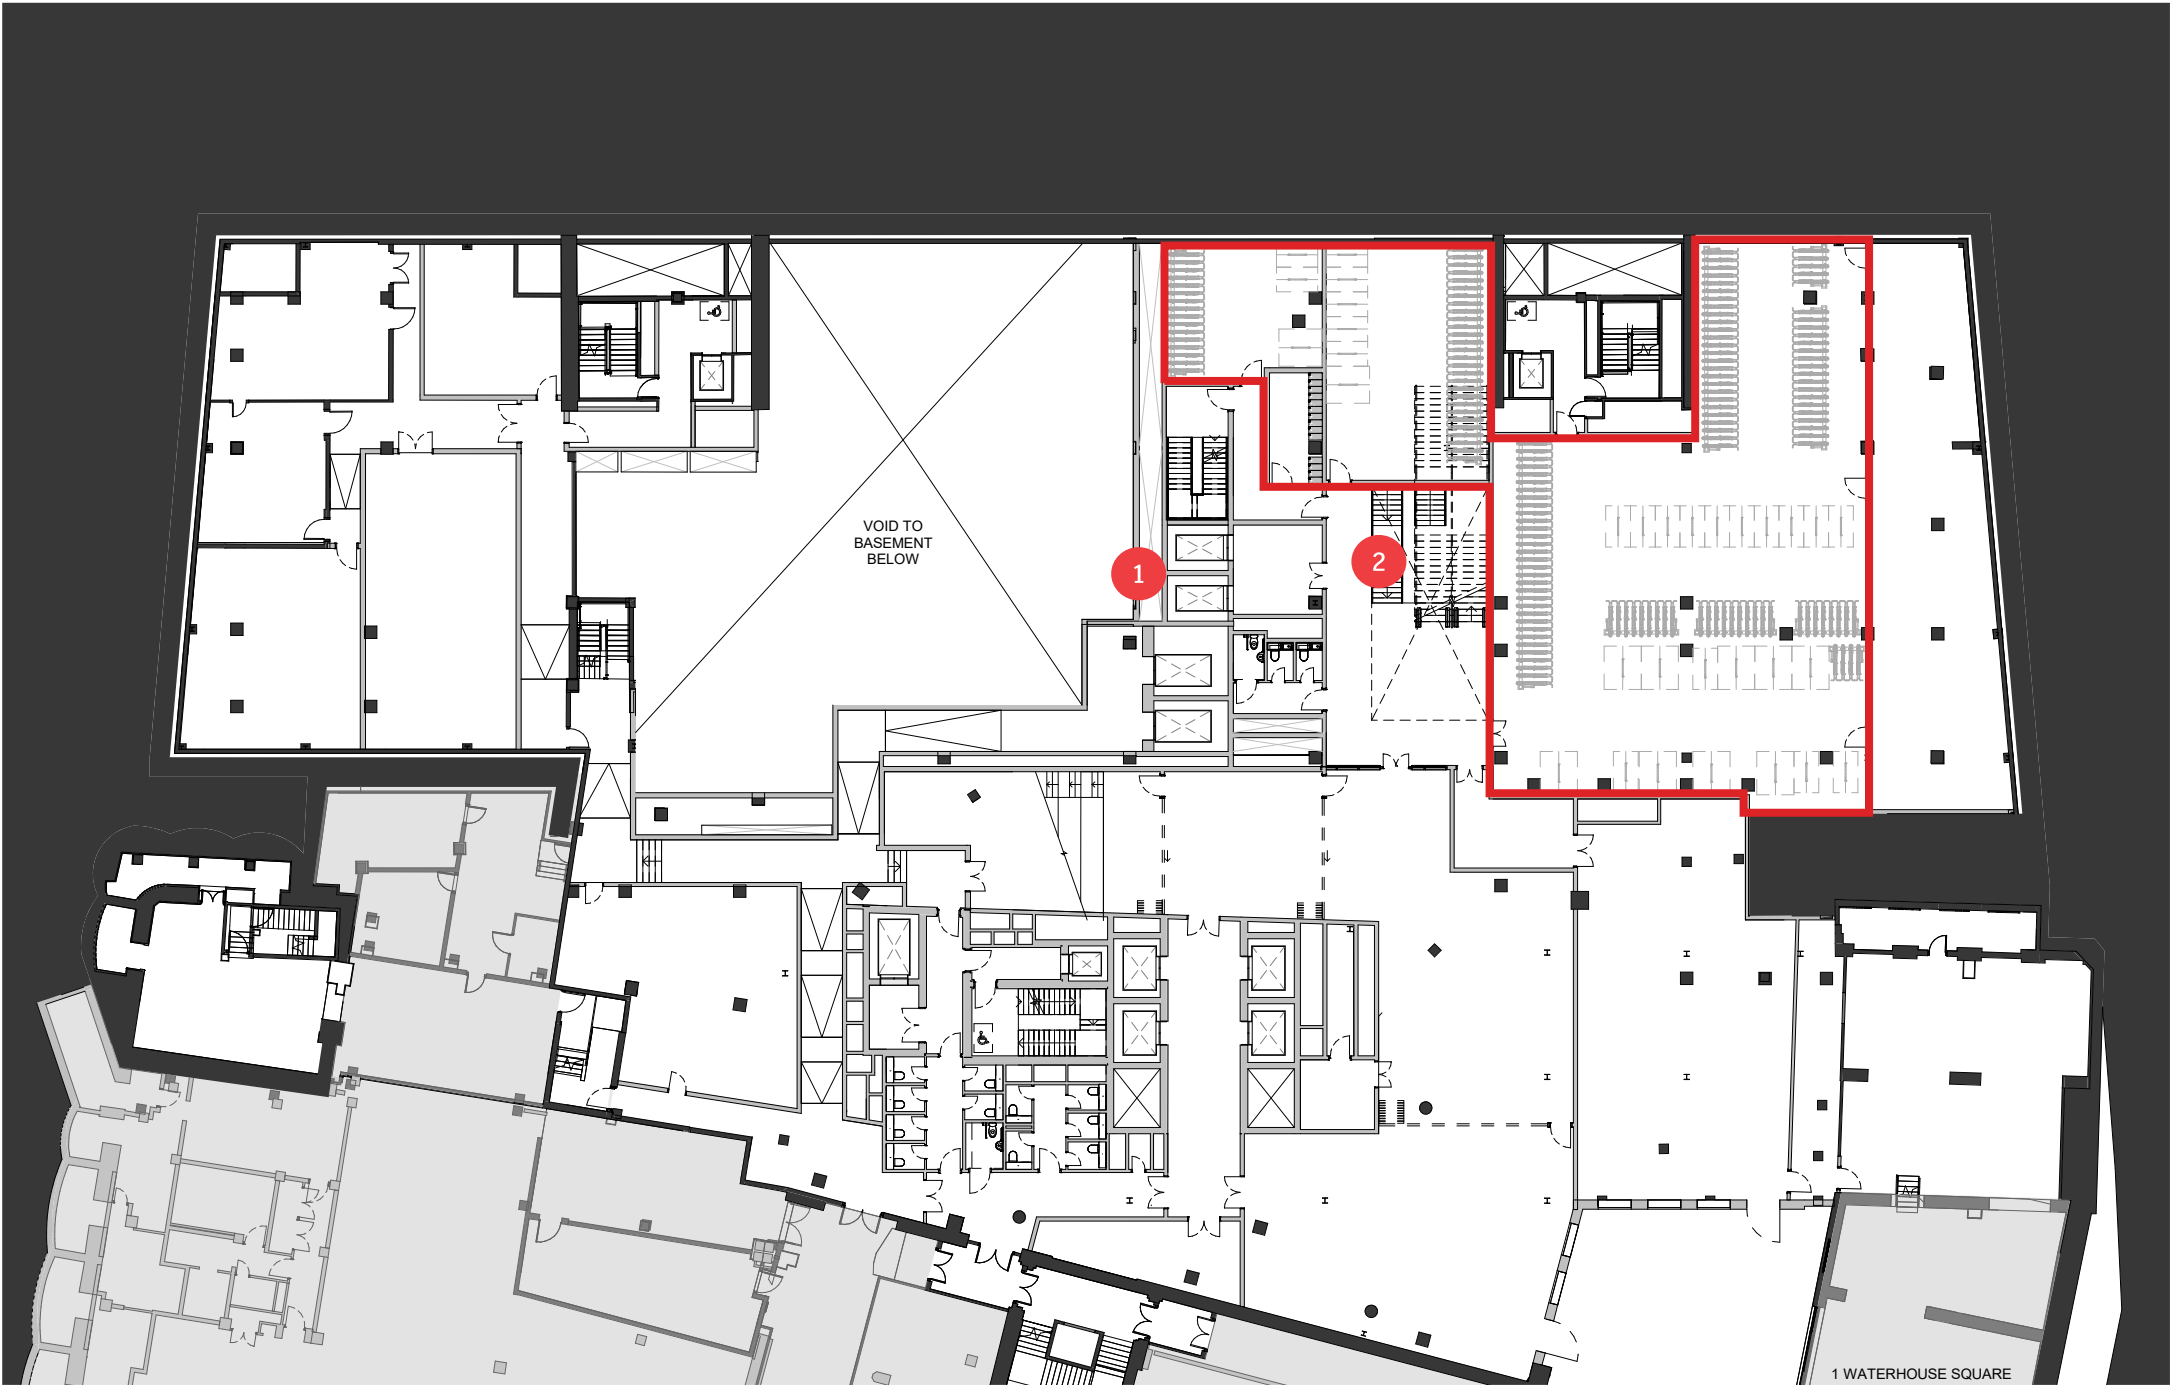 VOID TO
BASEMENT
BELOW
1
2
1 WATERHOUSE SQUARE